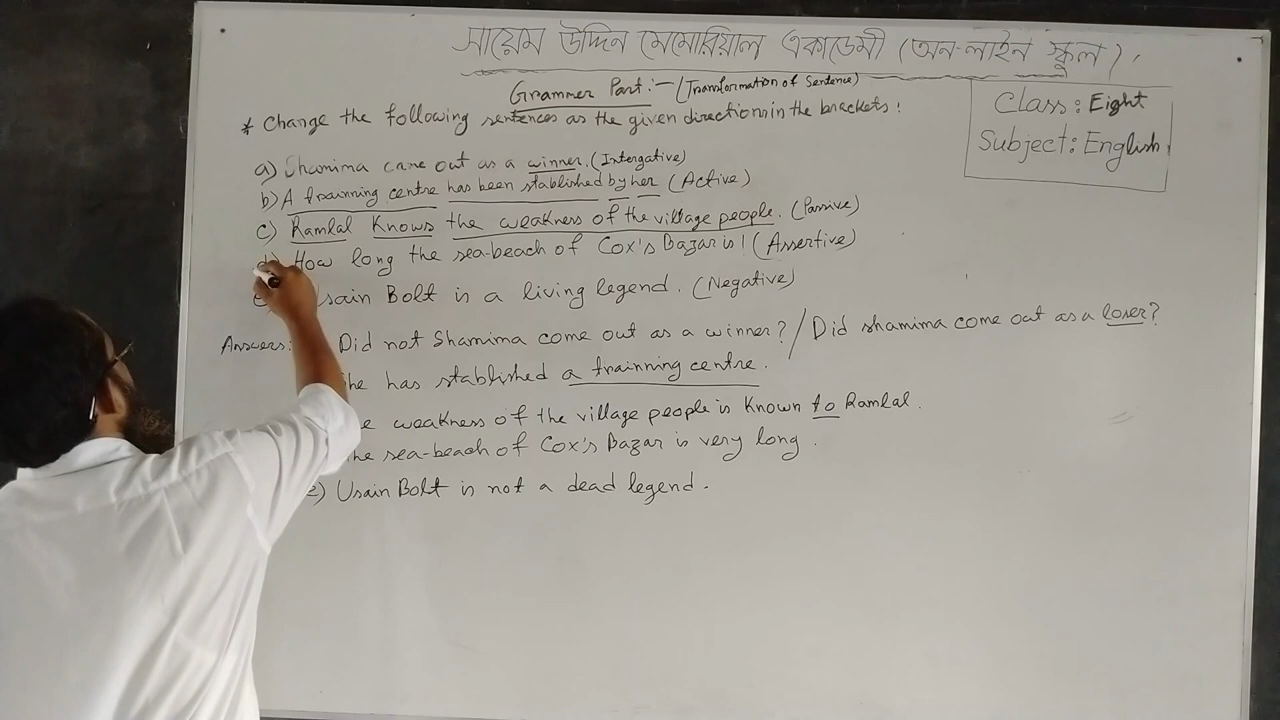 সায়েম উদ্দিন মেমোরিয়াল একাডেমী (অন-লাইন স্কুল),
Grammer Part:- (Transformation of Sentence)
* Change the following sentences as the given directions in the brackets:
Class: Eight
Subject: English
a) Shamima came out as a winner. (Intergative)
b) A trainning centre has been stablished by her (Active)
c) Ramlal Knows the weakness of the village people. (Passive)
d) How long the sea-beach of Cox's Bazar is! (Assertive)
sain Bolt is a living legend. (Negative)
Answers: Did not Shamima come out as a winner? / Did shamima come out as a loser?
he has stablished a trainning centre.
e weakness of the village people is known to Ramlal.
he sea-beach of Cox's Bazar is very long.
e) Usain Bolt is not a dead legend.